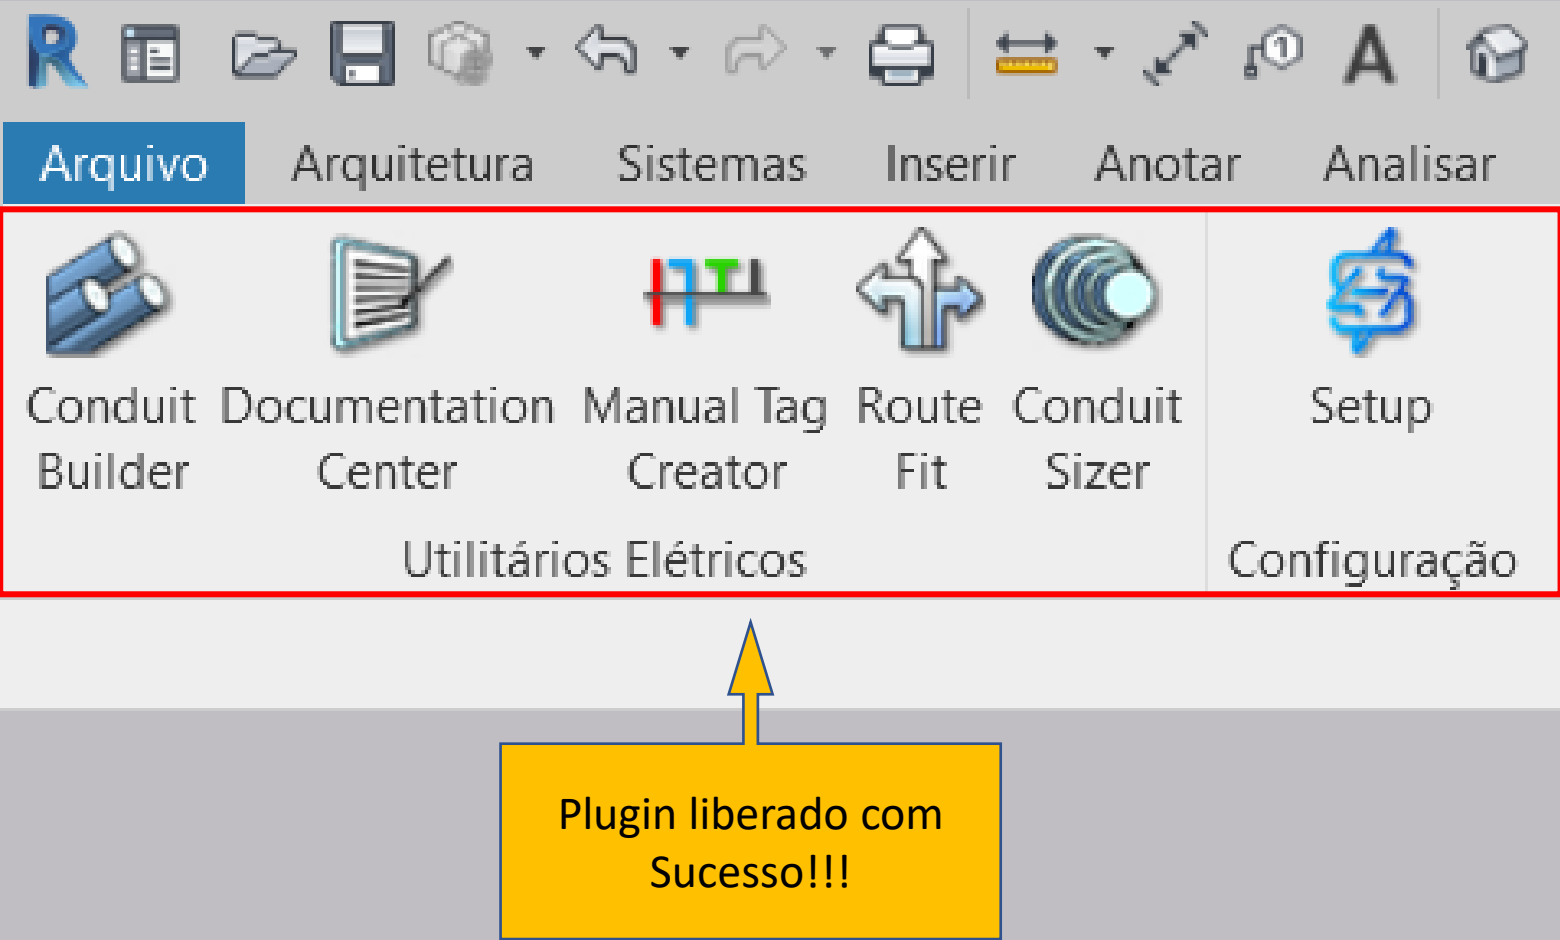 R
1
A
Arquivo Arquitetura Sistemas Inserir Anotar Analisar
Conduit Documentation Manual Tag Route Conduit Setup
Builder Center Creator Fit Sizer
Utilitários Elétricos Configuração
Plugin liberado com
Sucesso!!!